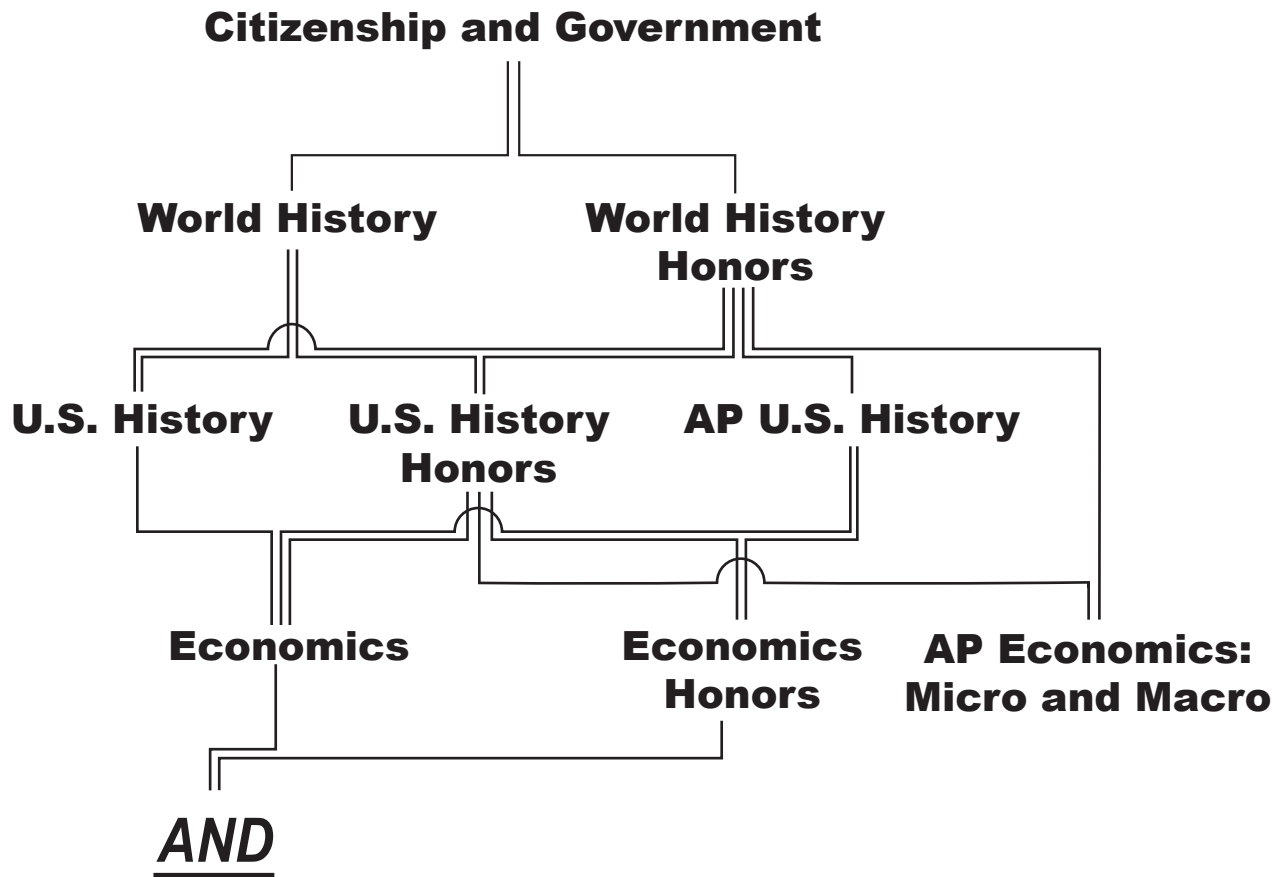 Citizenship and Government
World History
World History
Honors
U.S. History
U.S. History
Honors
AP U.S. History
Economics
Economics
Honors
AP Economics:
Micro and Macro
AND